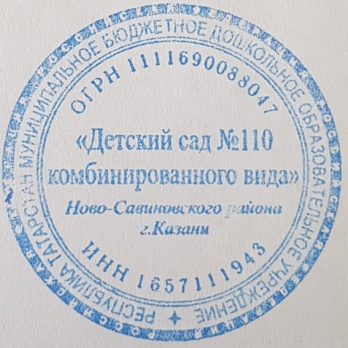 РЕСПУБЛИКА ТАТАРСТАН МУНИЦИПАЛЬНОЕ БЮДЖЕТНОЕ ДОШКОЛЬНОЕ ОБРАЗОВАТЕЛЬНОЕ УЧРЕЖДЕНИЕ
ОГРН 1111690088047
«Детский сад №110
комбинированного вида»
Ново-Савиновского района
г.Казани
ИНН 1657111943